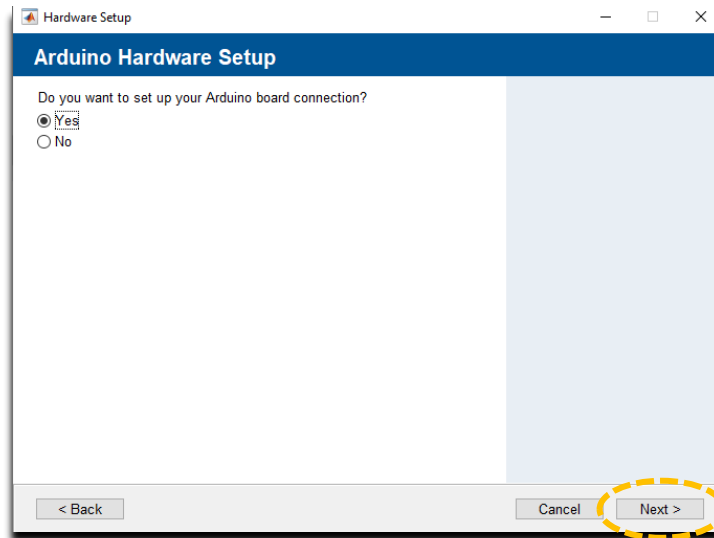 Hardware Setup
Arduino Hardware Setup
Do you want to set up your Arduino board connection?
Yes
No
< Back
Cancel
Next >